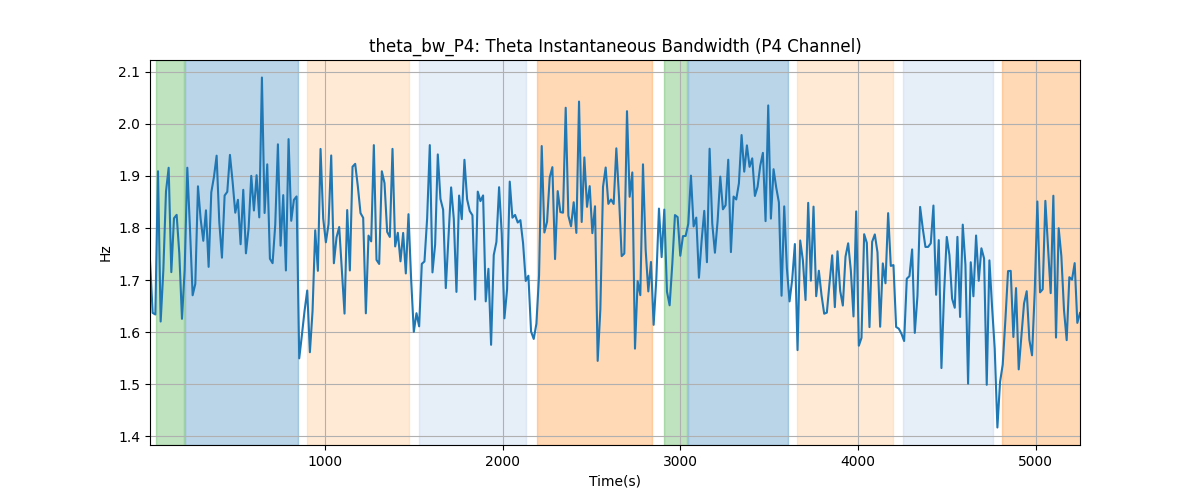 theta_bw_P4: Theta Instantaneous Bandwidth (P4 Channel)
2.1
2.0
1.9
1.8
1.7
1.6
1.5
1.4
Hz
1000 2000 3000 4000 5000
Time(s)